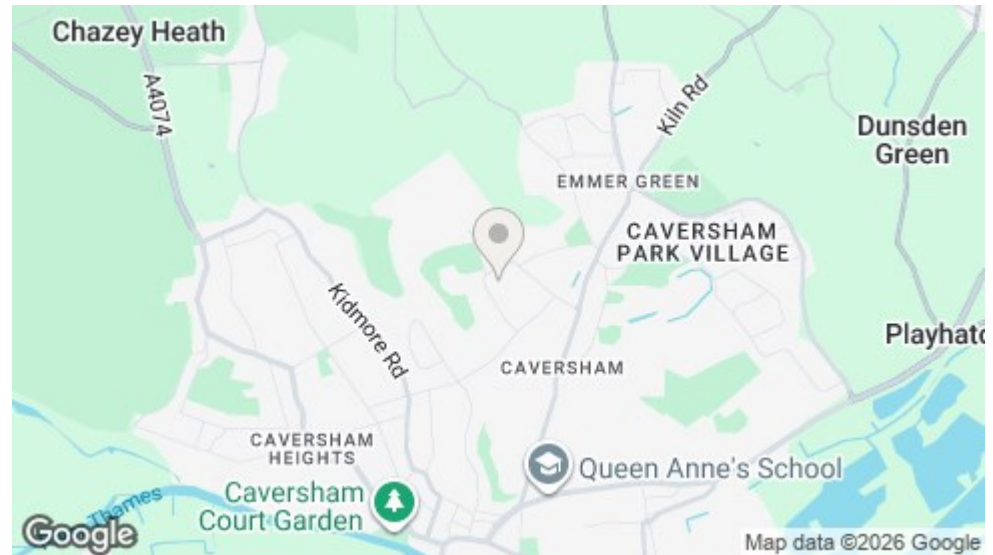 Chazey Heath
A4074
Kiln Rd
Dunsden
Green
EMMER GREEN
CAVERSHAM
PARK VILLAGE
Kidmore Rd
Playhatc
CAVERSHAM
CAVERSHAM
HEIGHTS
Queen Anne's School
Thames
Caversham
Court Garden
Google
Map data ©2026 Google